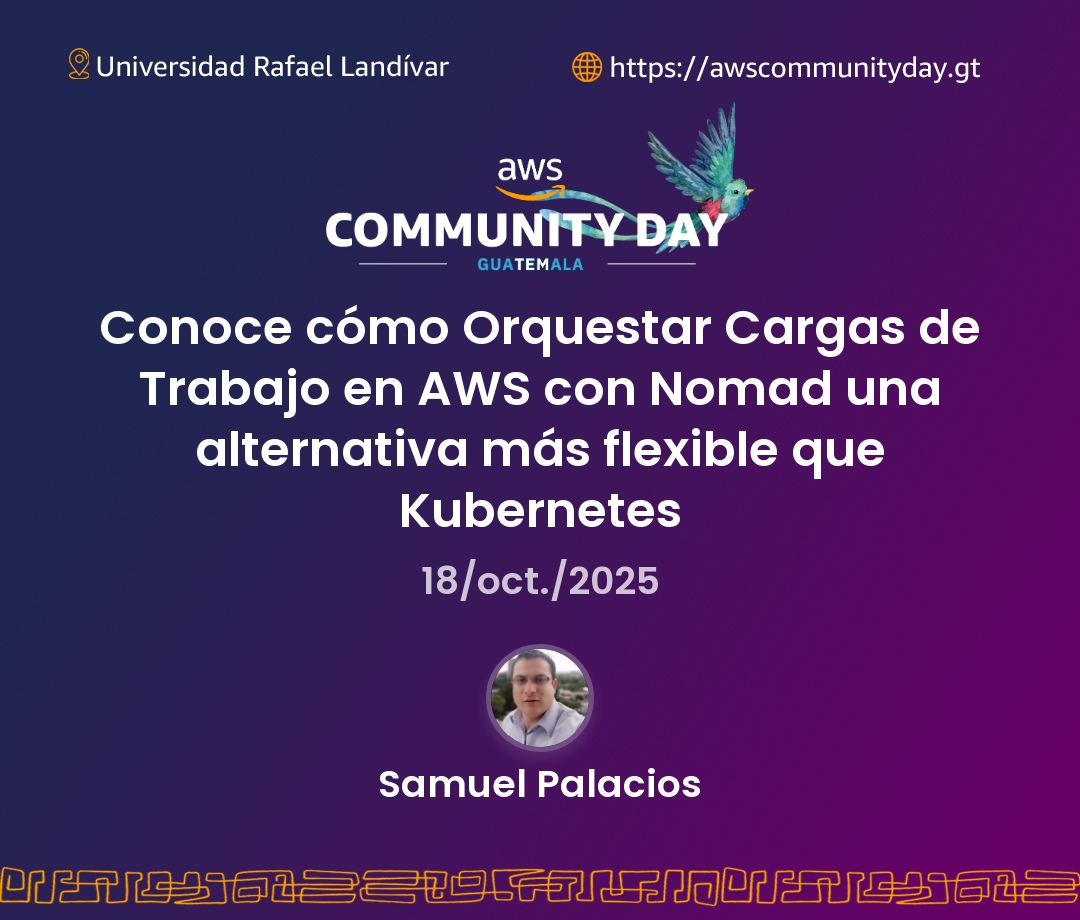 Universidad Rafael Landívar
https://awscommunityday.gt
aws
COMMUNITY DAY
GUATEMALA
Conoce cómo Orquestar Cargas de
Trabajo en AWS con Nomad una
alternativa más flexible que
Kubernetes
18/oct./2025
Samuel Palacios